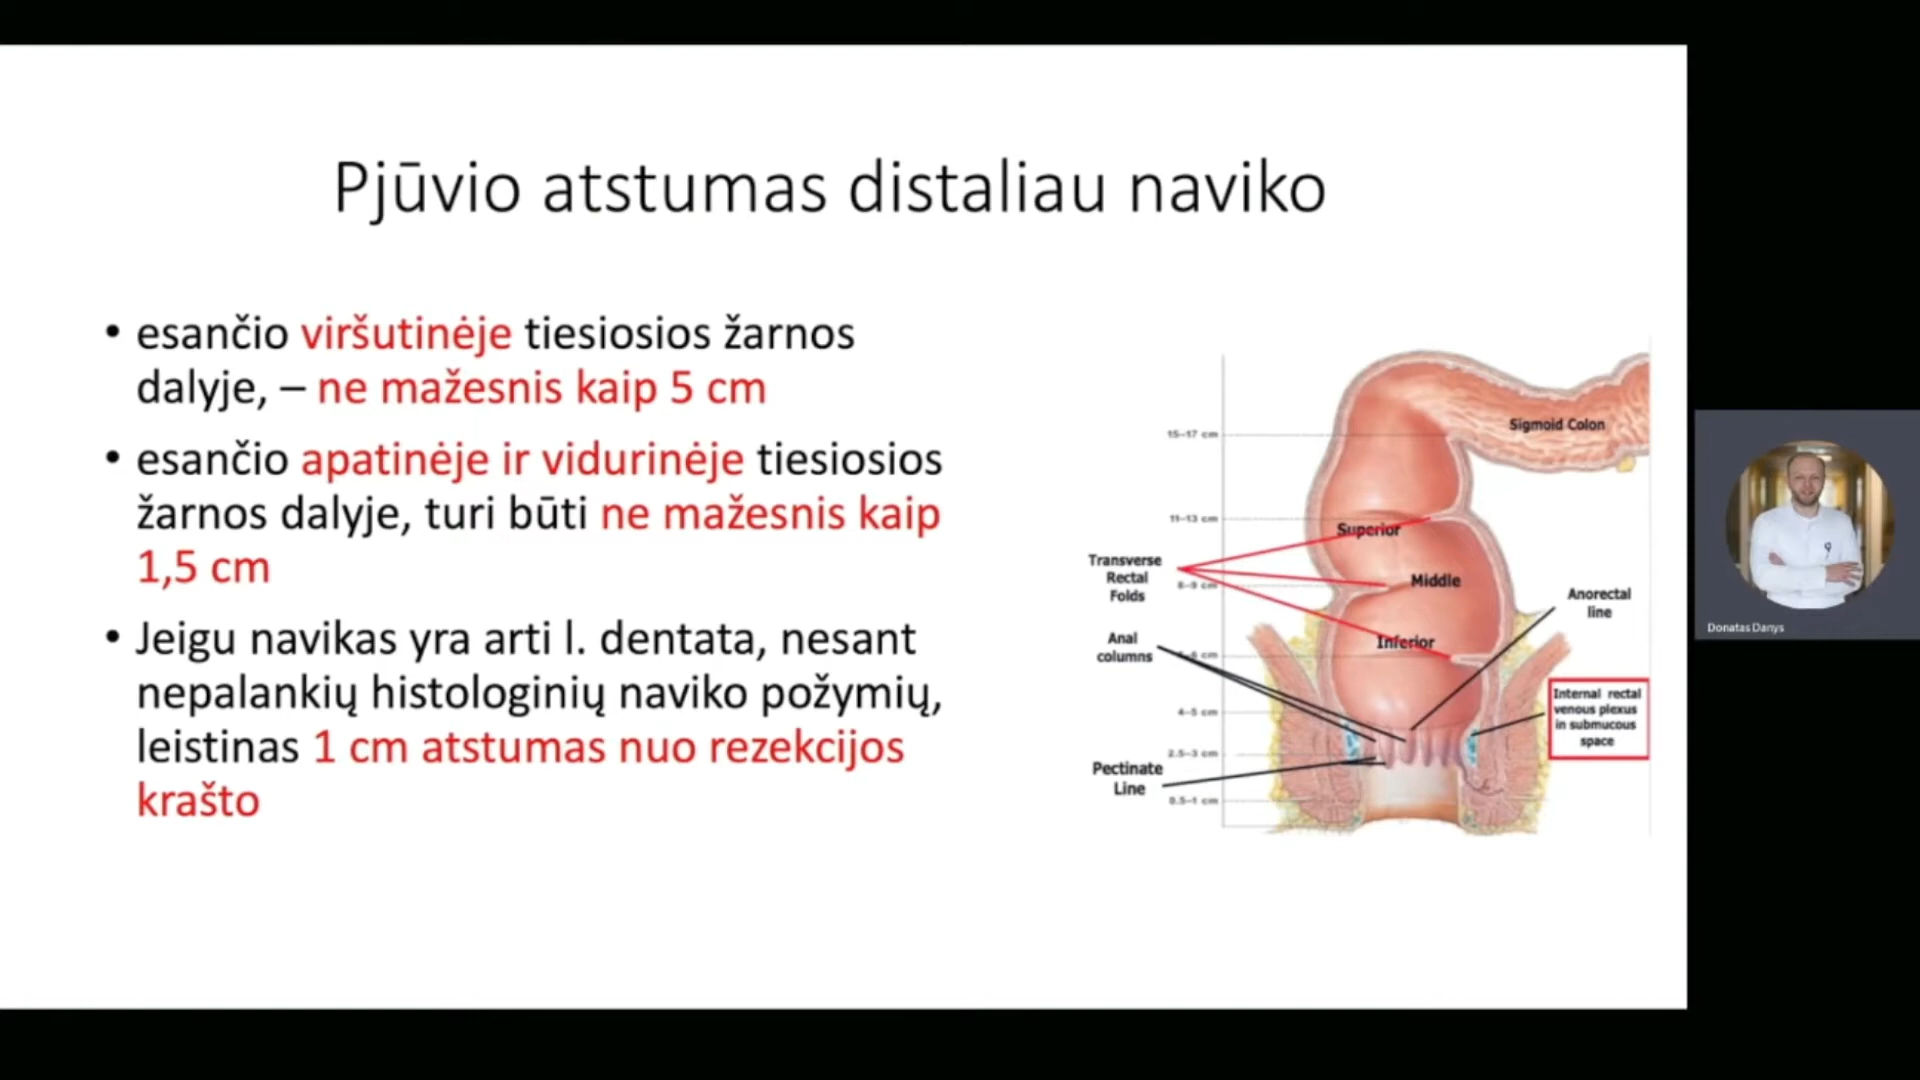 Pjūvio atstumas distaliau naviko
• esančio viršutinėje tiesiosios žarnos
dalyje, – ne mažesnis kaip 5 cm
• esančio apatinėje ir vidurinėje tiesiosios
žarnos dalyje, turi būti ne mažesnis kaip
1,5 cm
• Jeigu navikas yra arti l. dentata, nesant
nepalankių histologinių naviko požymių,
leistinas 1 cm atstumas nuo rezekcijos
krašto
Sigmoid Colon
15-17 cm
11-13 cm
Superior
Transverse
Rectal
Folds
8-9 cm
Middle
Anorectal
line
Anal
columns
Inferior
cm
4-5 cm
Internal rectal
venous plexus
in submucous
space
2.5-3 cm
Pectinate
Line
0.5-1 cm
Donatas Danys